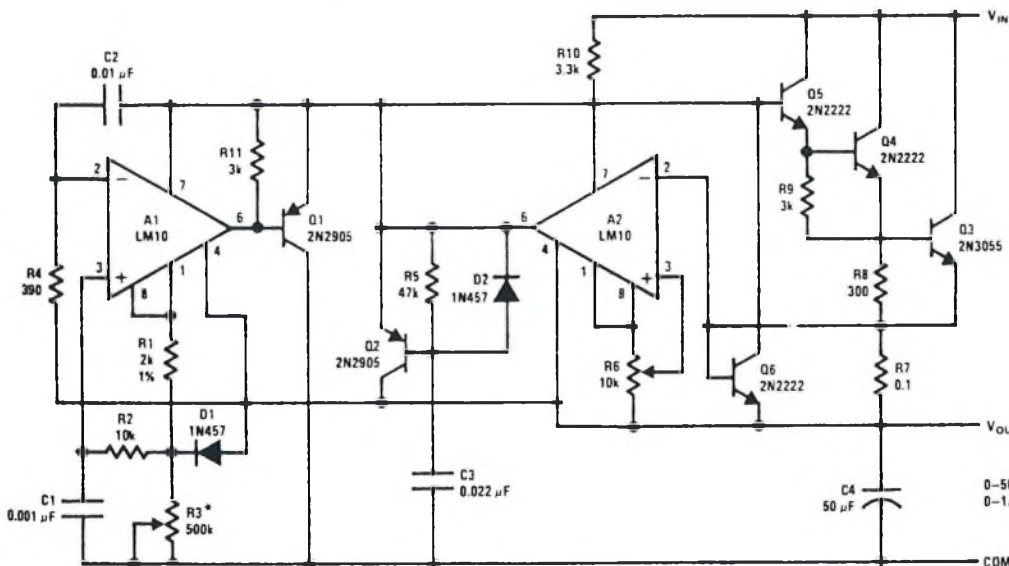 C2
0.01 μF
R10
3.3k
VIN
Q5
2N2222
Q4
2N2222
R11
3k
2
7
A1
LM10
6
4
3
1
8
Q1
2N2905
7
2
6
A2
LM10
4
3
1
8
R9
3k
Q3
2N3055
R4
390
R5
47k
D2
1N457
R8
300
R1
2k
1%
Q2
2N2905
R6
10k
Q6
2N2222
R7
0.1
R2
10k
D1
1N457
C1
0.001 μF
R3*
500k
C3
0.022 μF
C4
50 μF
COM